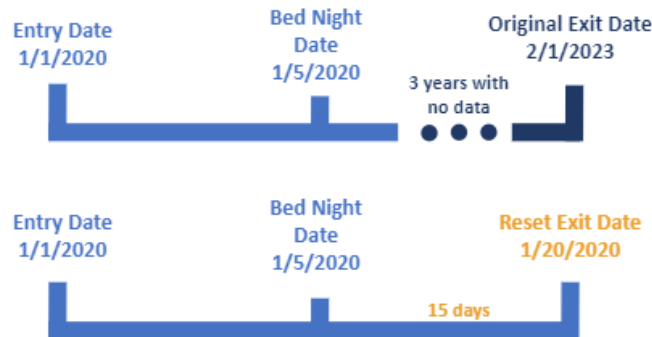 Entry Date
1/1/2020
Bed Night
Date
1/5/2020
Original Exit Date
2/1/2023
3 years with
no data
Entry Date
1/1/2020
Bed Night
Date
1/5/2020
Reset Exit Date
1/20/2020
15 days